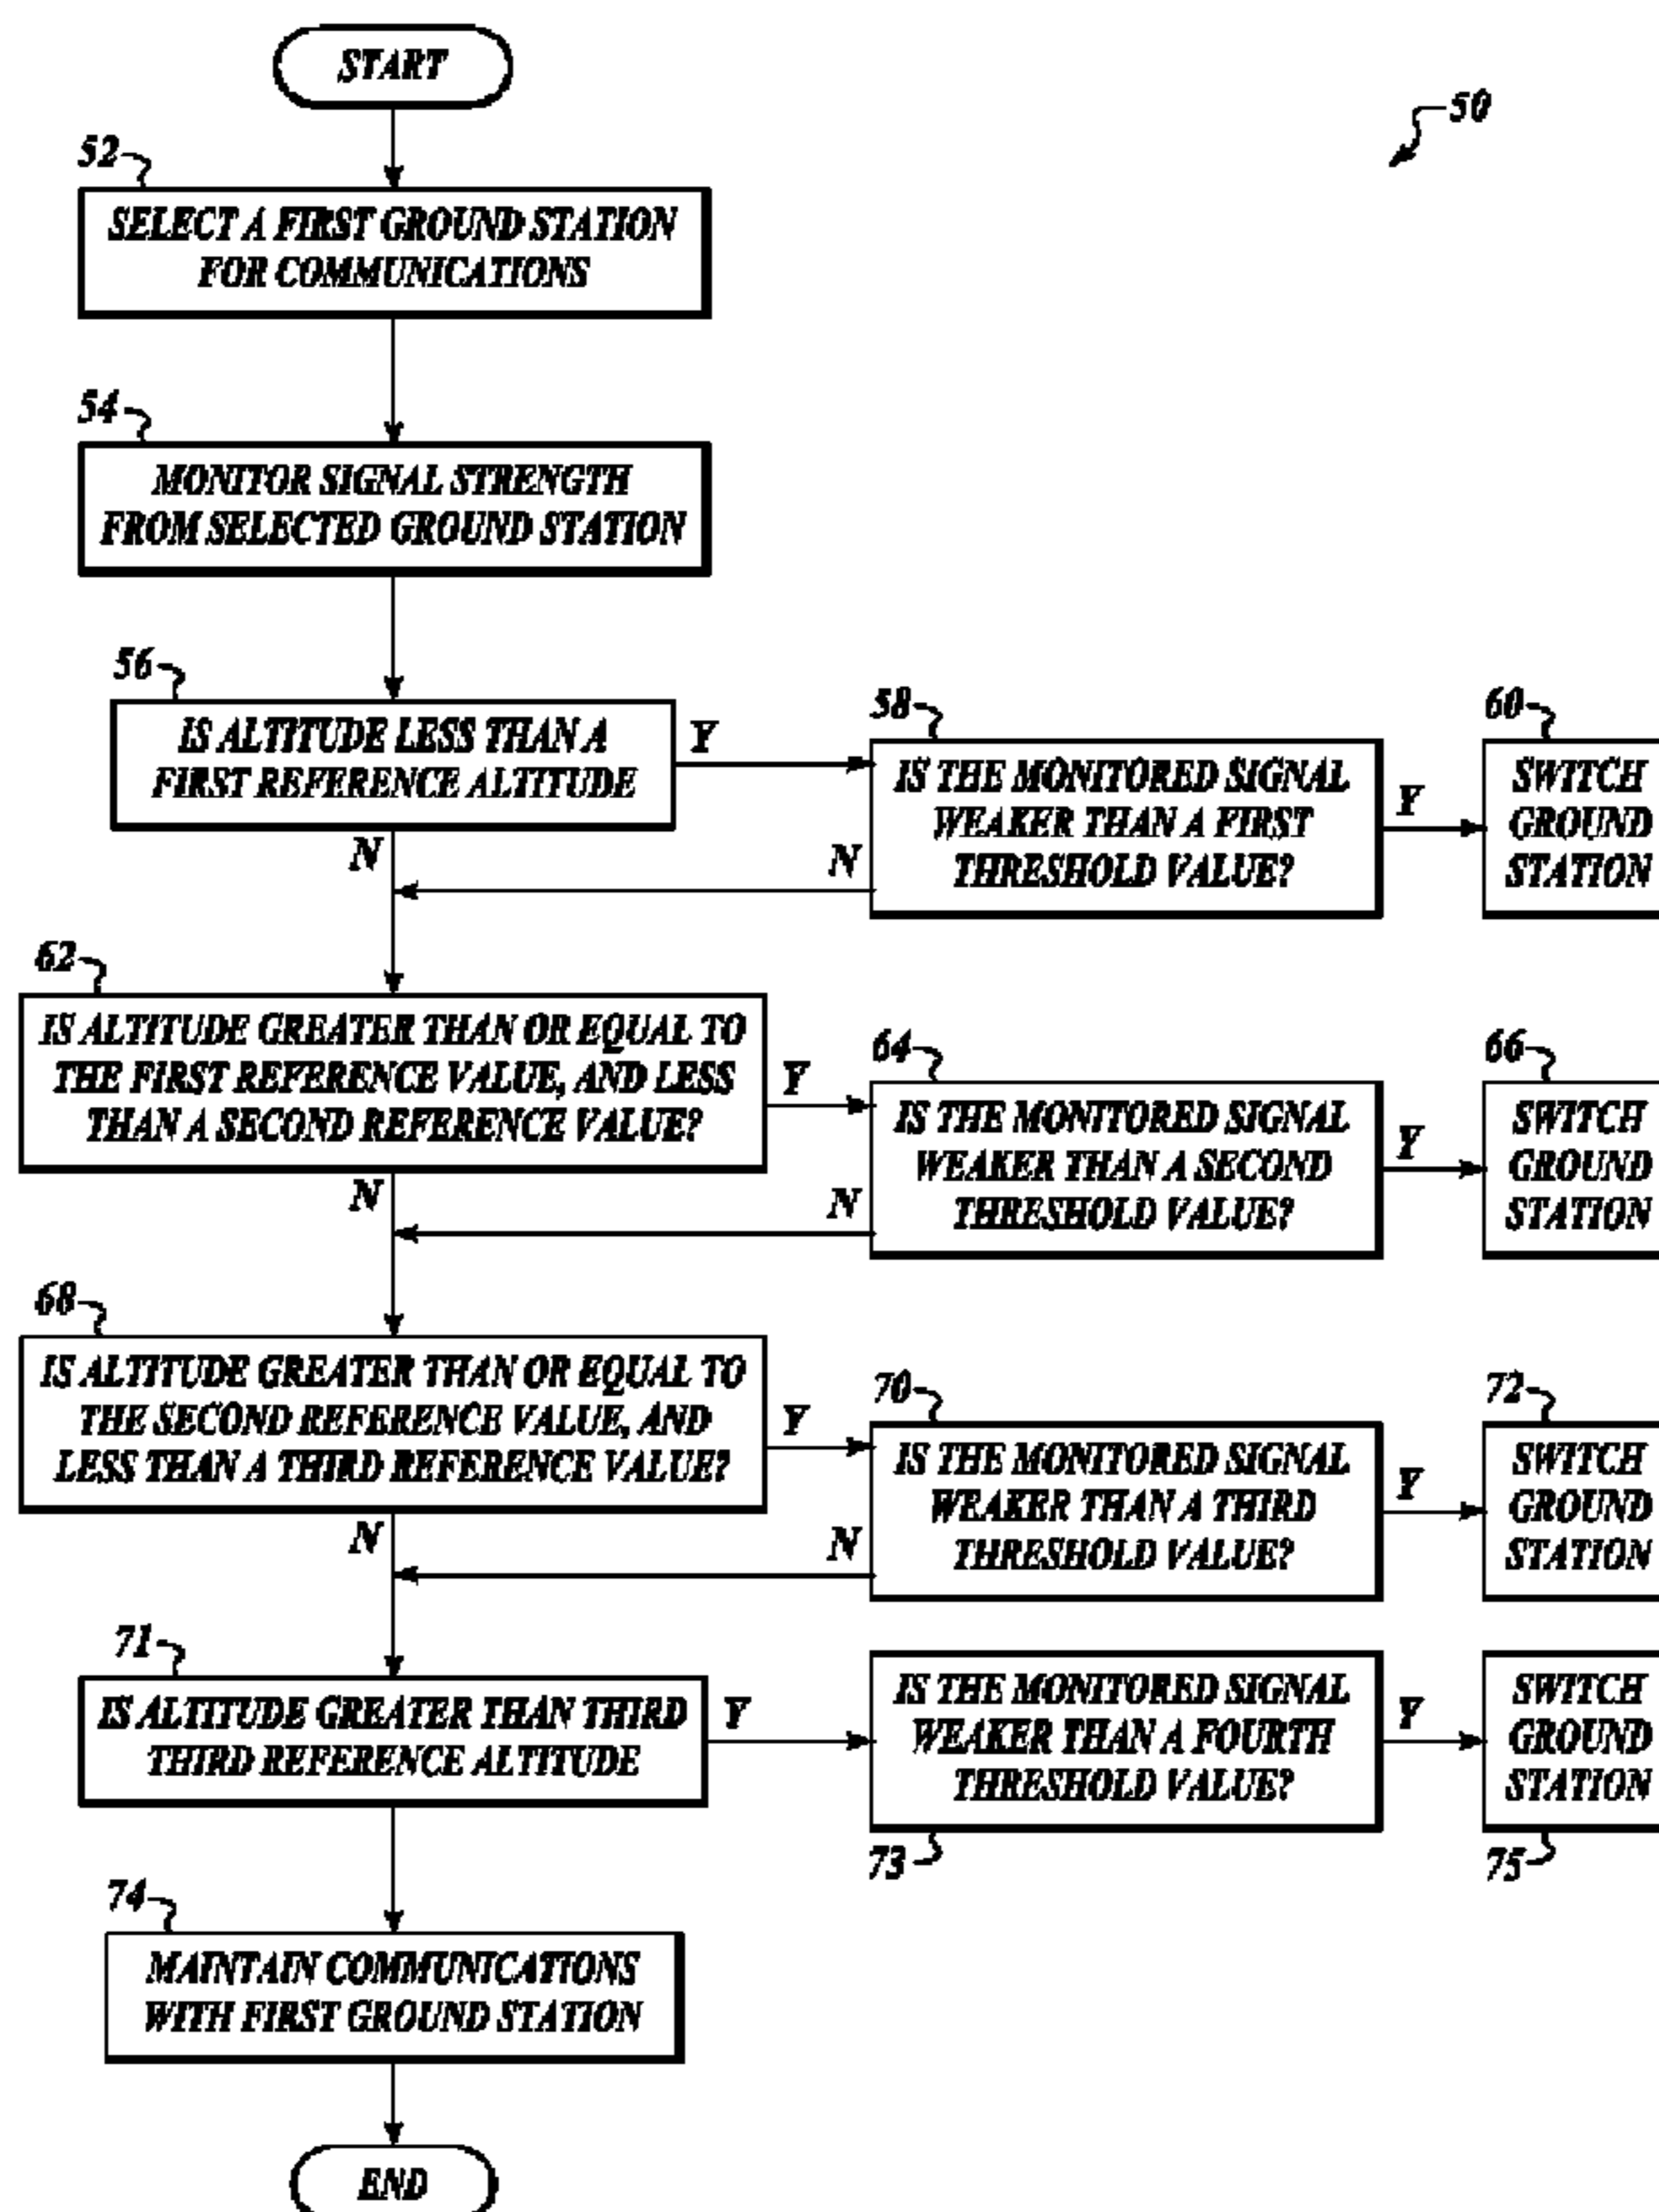 START
50
52
SELECT A FIRST GROUND STATION
FOR COMMUNICATIONS
54
MONITOR SIGNAL STRENGTH
FROM SELECTED GROUND STATION
56
IS ALTITUDE LESS THAN A
FIRST REFERENCE ALTITUDE
Y
N
58
IS THE MONITORED SIGNAL
WEAKER THAN A FIRST
THRESHOLD VALUE?
Y
N
60
SWITCH
GROUND
STATION
62
IS ALTITUDE GREATER THAN OR EQUAL TO
THE FIRST REFERENCE VALUE, AND LESS
THAN A SECOND REFERENCE VALUE?
Y
N
64
IS THE MONITORED SIGNAL
WEAKER THAN A SECOND
THRESHOLD VALUE?
Y
N
66
SWITCH
GROUND
STATION
68
IS ALTITUDE GREATER THAN OR EQUAL TO
THE SECOND REFERENCE VALUE, AND
LESS THAN A THIRD REFERENCE VALUE?
Y
N
70
IS THE MONITORED SIGNAL
WEAKER THAN A THIRD
THRESHOLD VALUE?
Y
N
72
SWITCH
GROUND
STATION
71
IS ALTITUDE GREATER THAN THIRD
THIRD REFERENCE ALTITUDE
Y
IS THE MONITORED SIGNAL
WEAKER THAN A FOURTH
THRESHOLD VALUE?
73
Y
SWITCH
GROUND
STATION
75
74
MAINTAIN COMMUNICATIONS
WITH FIRST GROUND STATION
END